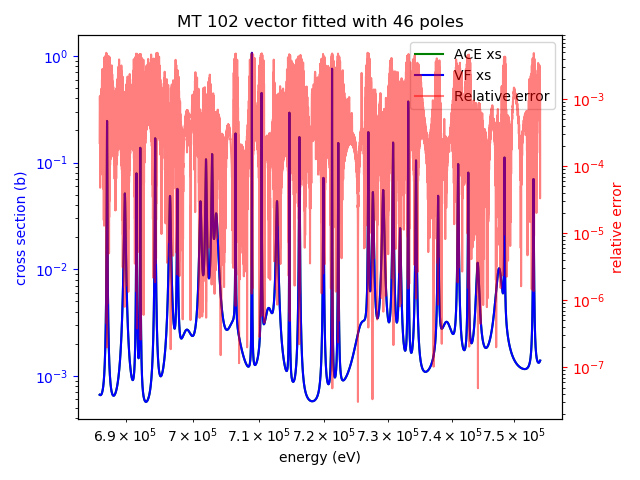 MT 102 vector fitted with 46 poles
ACE xs
VF xs
Relative error
10⁰
10⁻¹
10⁻²
10⁻³
cross section (b)
10⁻³
10⁻⁴
10⁻⁵
10⁻⁶
10⁻⁷
relative error
6.9 × 10⁵ 7 × 10⁵ 7.1 × 10⁵ 7.2 × 10⁵ 7.3 × 10⁵ 7.4 × 10⁵ 7.5 × 10⁵
energy (eV)